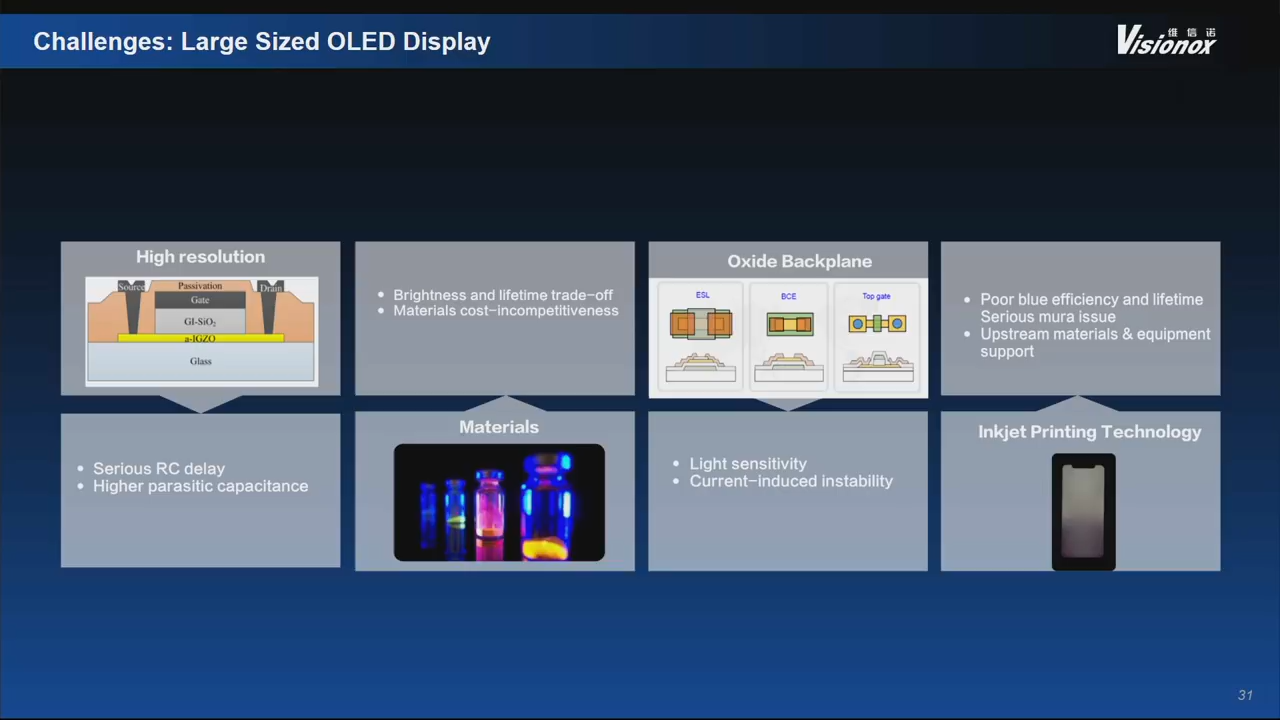 Challenges: Large Sized OLED Display
维信诺
Visionox
High resolution
Source
Passivation
Drain
Gate
GI-SiO₂
a-IGZO
Glass
• Serious RC delay
• Higher parasitic capacitance
• Brightness and lifetime trade-off
• Materials cost-incompetitiveness
Materials
Oxide Backplane
ESL
BCE
Top gate
• Light sensitivity
• Current-induced instability
• Poor blue efficiency and lifetime
Serious mura issue
• Upstream materials & equipment
support
Inkjet Printing Technology
31